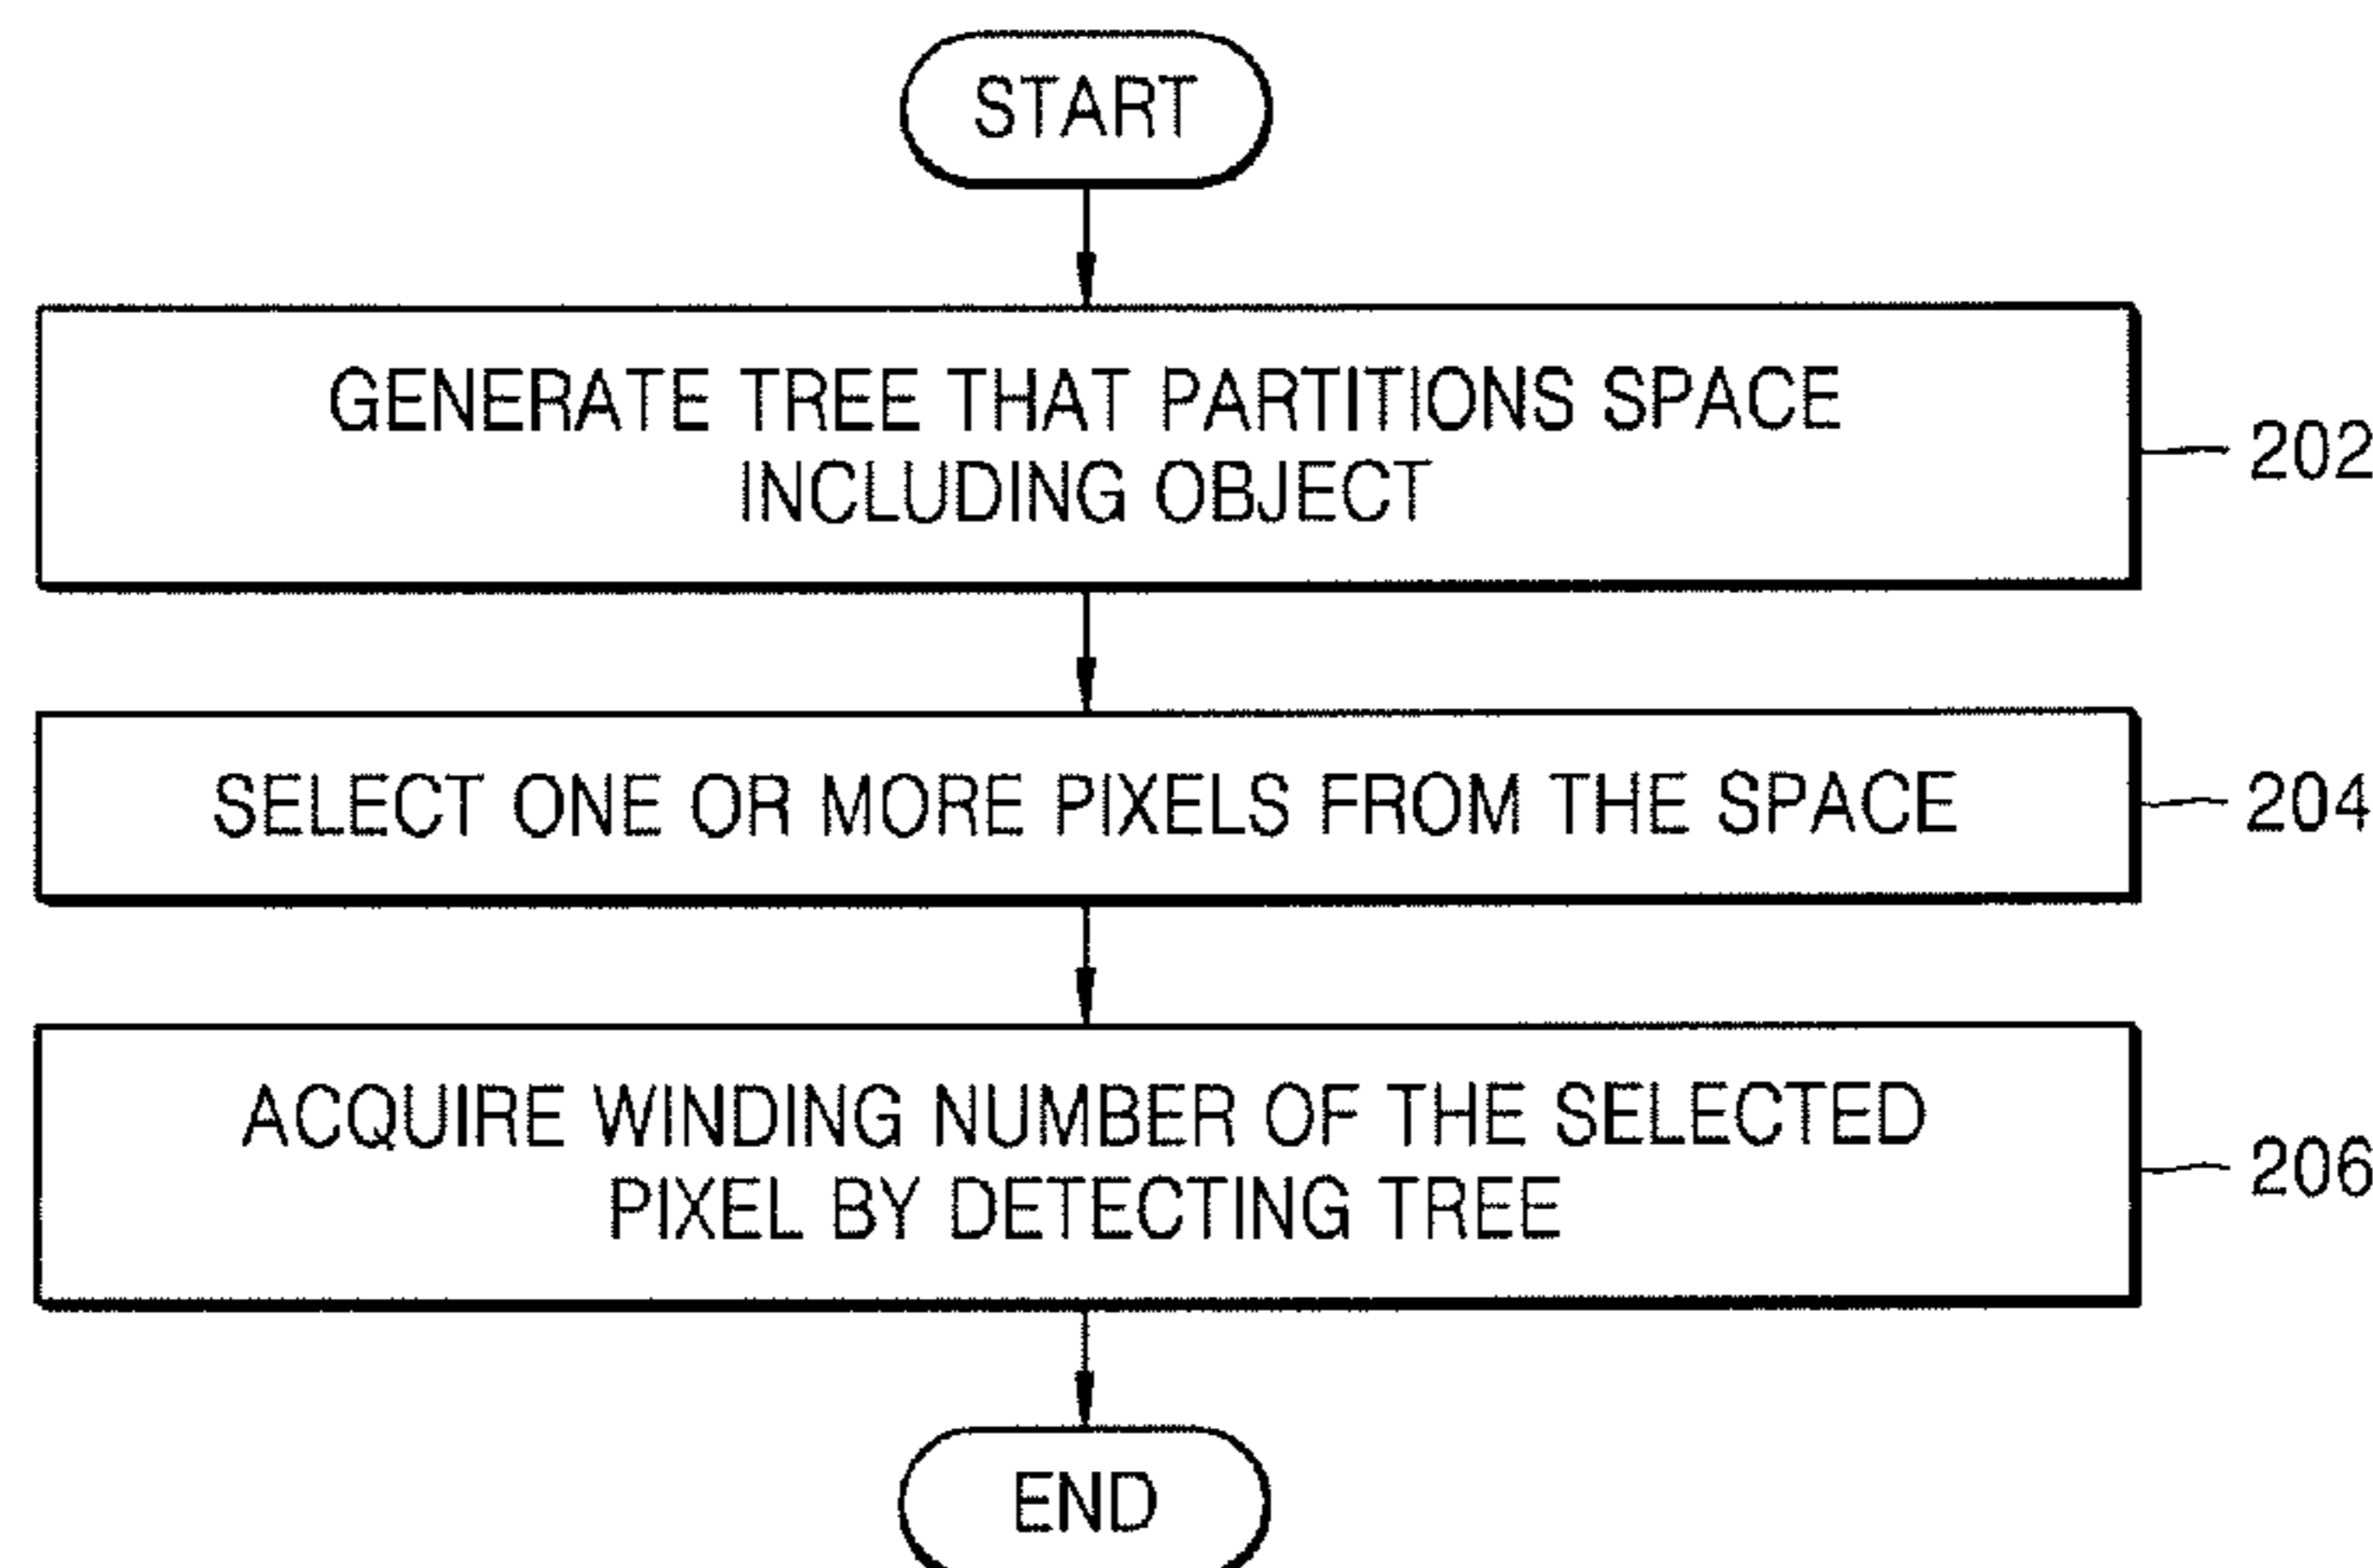 START
GENERATE TREE THAT PARTITIONS SPACE
INCLUDING OBJECT
202
SELECT ONE OR MORE PIXELS FROM THE SPACE
204
ACQUIRE WINDING NUMBER OF THE SELECTED
PIXEL BY DETECTING TREE
206
END